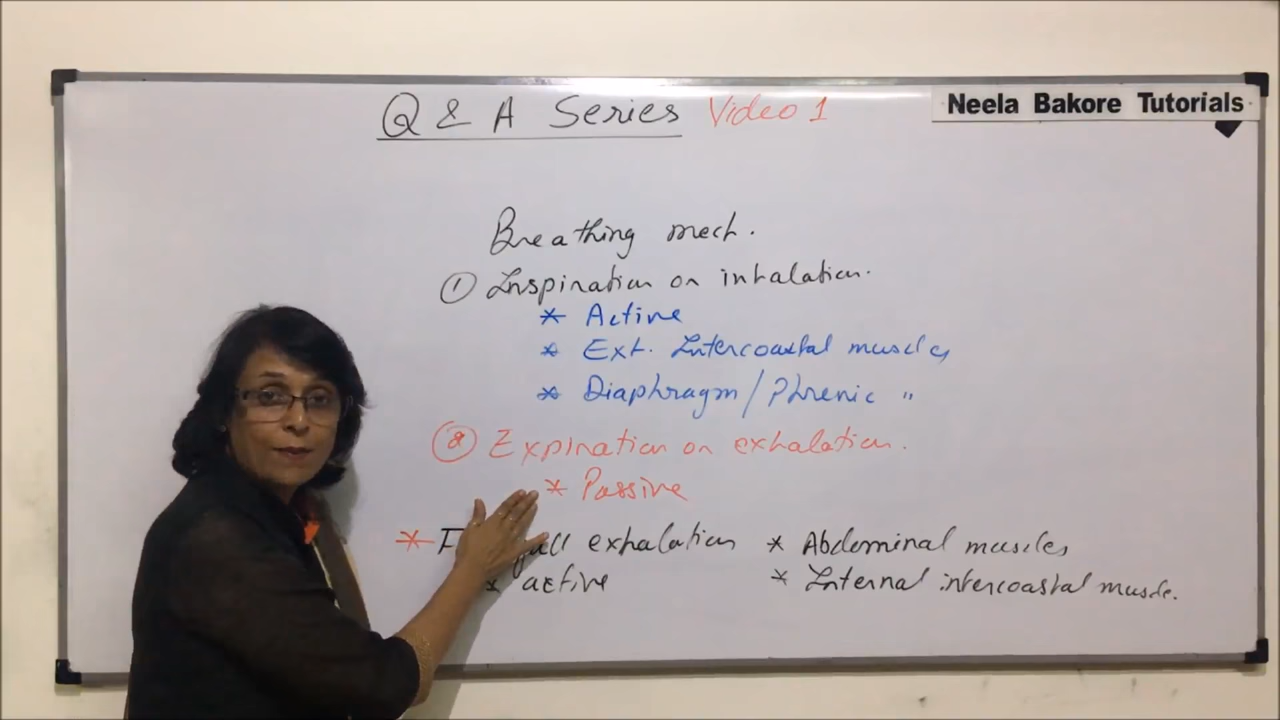 Q & A Series Video 1
Neela Bakore Tutorials
Breathing mech.
① Inspiration or inhalation.
* Active
* Ext. Intercoastal muscles
* Diaphragm / Phrenic "
② Expiration or exhalation.
* Passive
* exhalation * Abdominal muscles
* active * Internal intercoastal muscle.